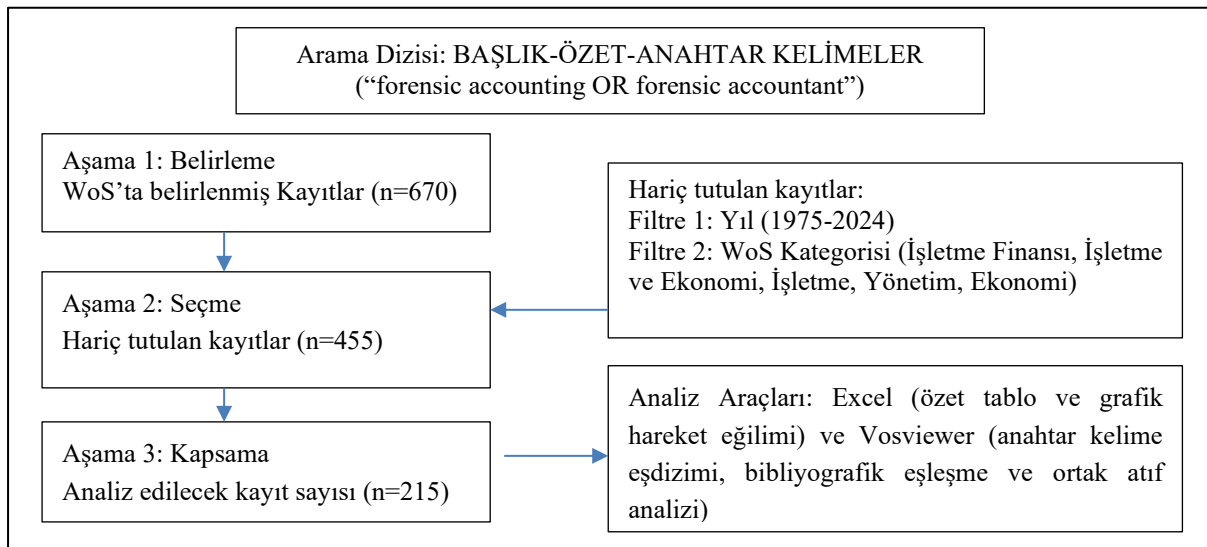 Arama Dizisi: BAŞLIK-ÖZET-ANAHTAR KELİMELER
(“forensic accounting OR forensic accountant”)
Aşama 1: Belirleme
WoS’ta belirlenmiş Kayıtlar (n=670)
Hariç tutulan kayıtlar:
Filtre 1: Yıl (1975-2024)
Filtre 2: WoS Kategorisi (İşletme Finansı, İşletme
ve Ekonomi, İşletme, Yönetim, Ekonomi)
Aşama 2: Seçme
Hariç tutulan kayıtlar (n=455)
Aşama 3: Kapsama
Analiz edilecek kayıt sayısı (n=215)
Analiz Araçları: Excel (özet tablo ve grafik
hareket eğilimi) ve Vosviewer (anahtar kelime
eşdizimi, bibliyografik eşleşme ve ortak atıf
analizi)